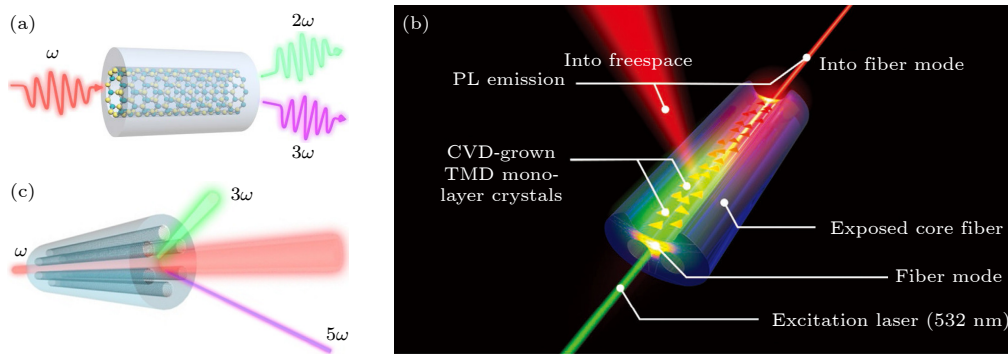 (a)
ω
2ω
3ω
(b)
Into freespace
PL emission
Into fiber mode
CVD-grown
TMD mono-
layer crystals
Exposed core fiber
Fiber mode
Excitation laser (532 nm)
(c)
ω
3ω
5ω